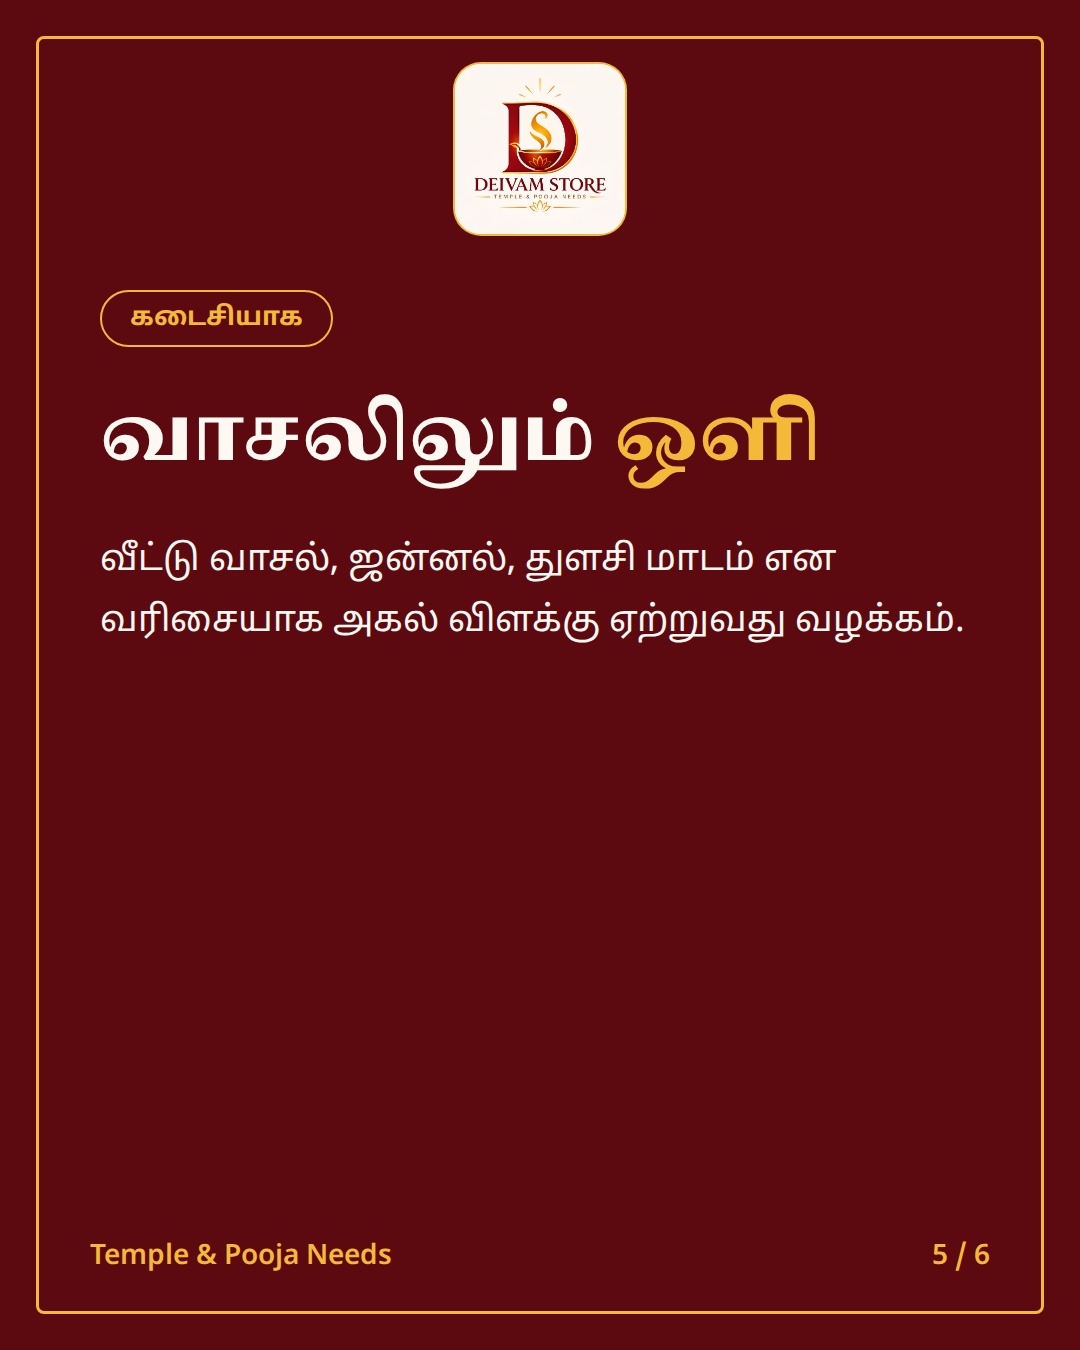 DEIVAM STORE
TEMPLE & POOJA NEEDS
கடைசியாக
வாசலிலும் ஒளி
வீட்டு வாசல், ஜன்னல், துளசி மாடம் என
வரிசையாக அகல் விளக்கு ஏற்றுவது வழக்கம்.
Temple & Pooja Needs
5 / 6